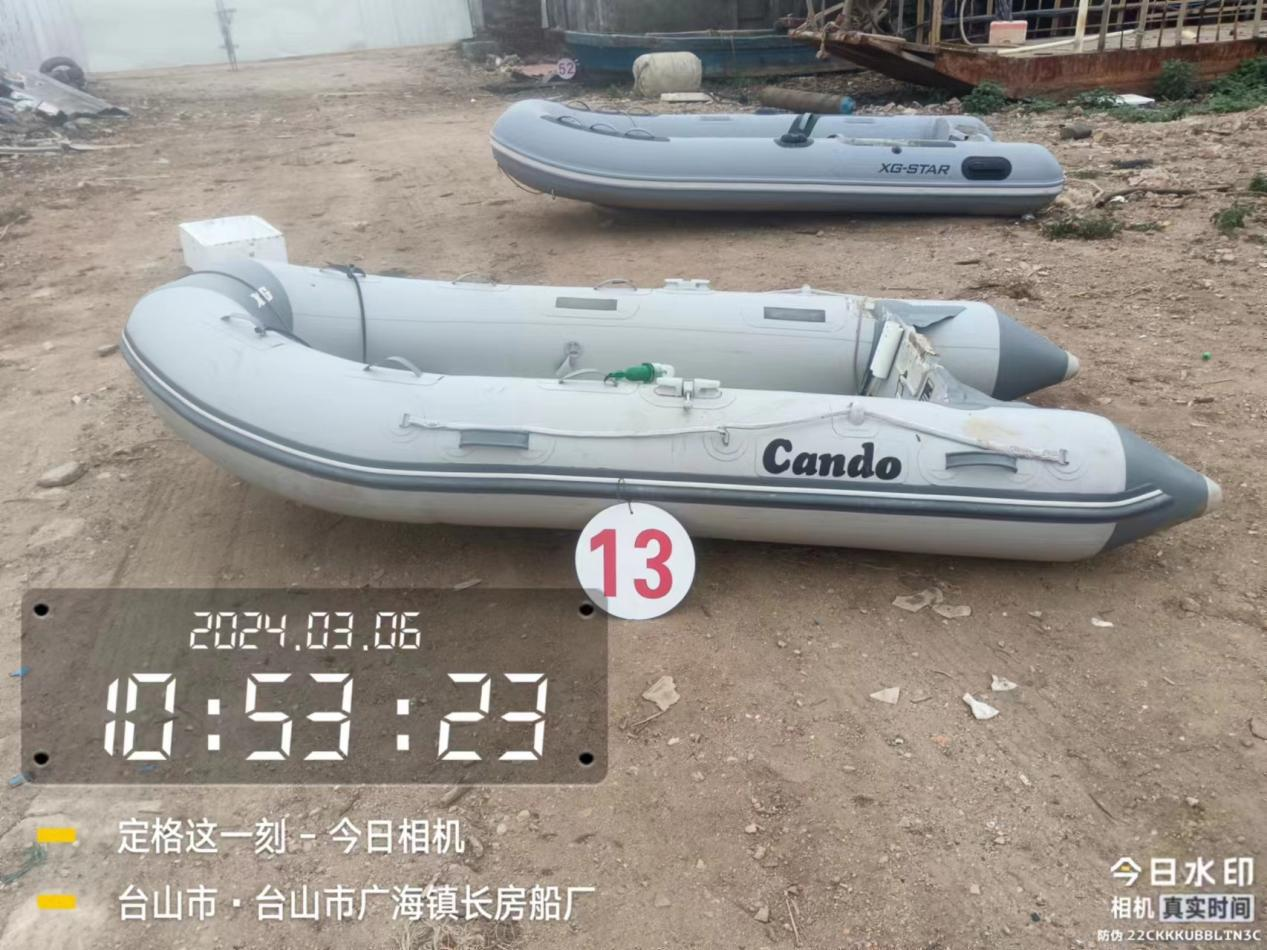 52
XG-STAR
XG
Cando
13
2024.03.06
10:53:23
定格这一刻-今日相机
台山市·台山市广海镇长房船厂
今日水印
相机 真实时间
防伪 22CKKKUBBLTN3C